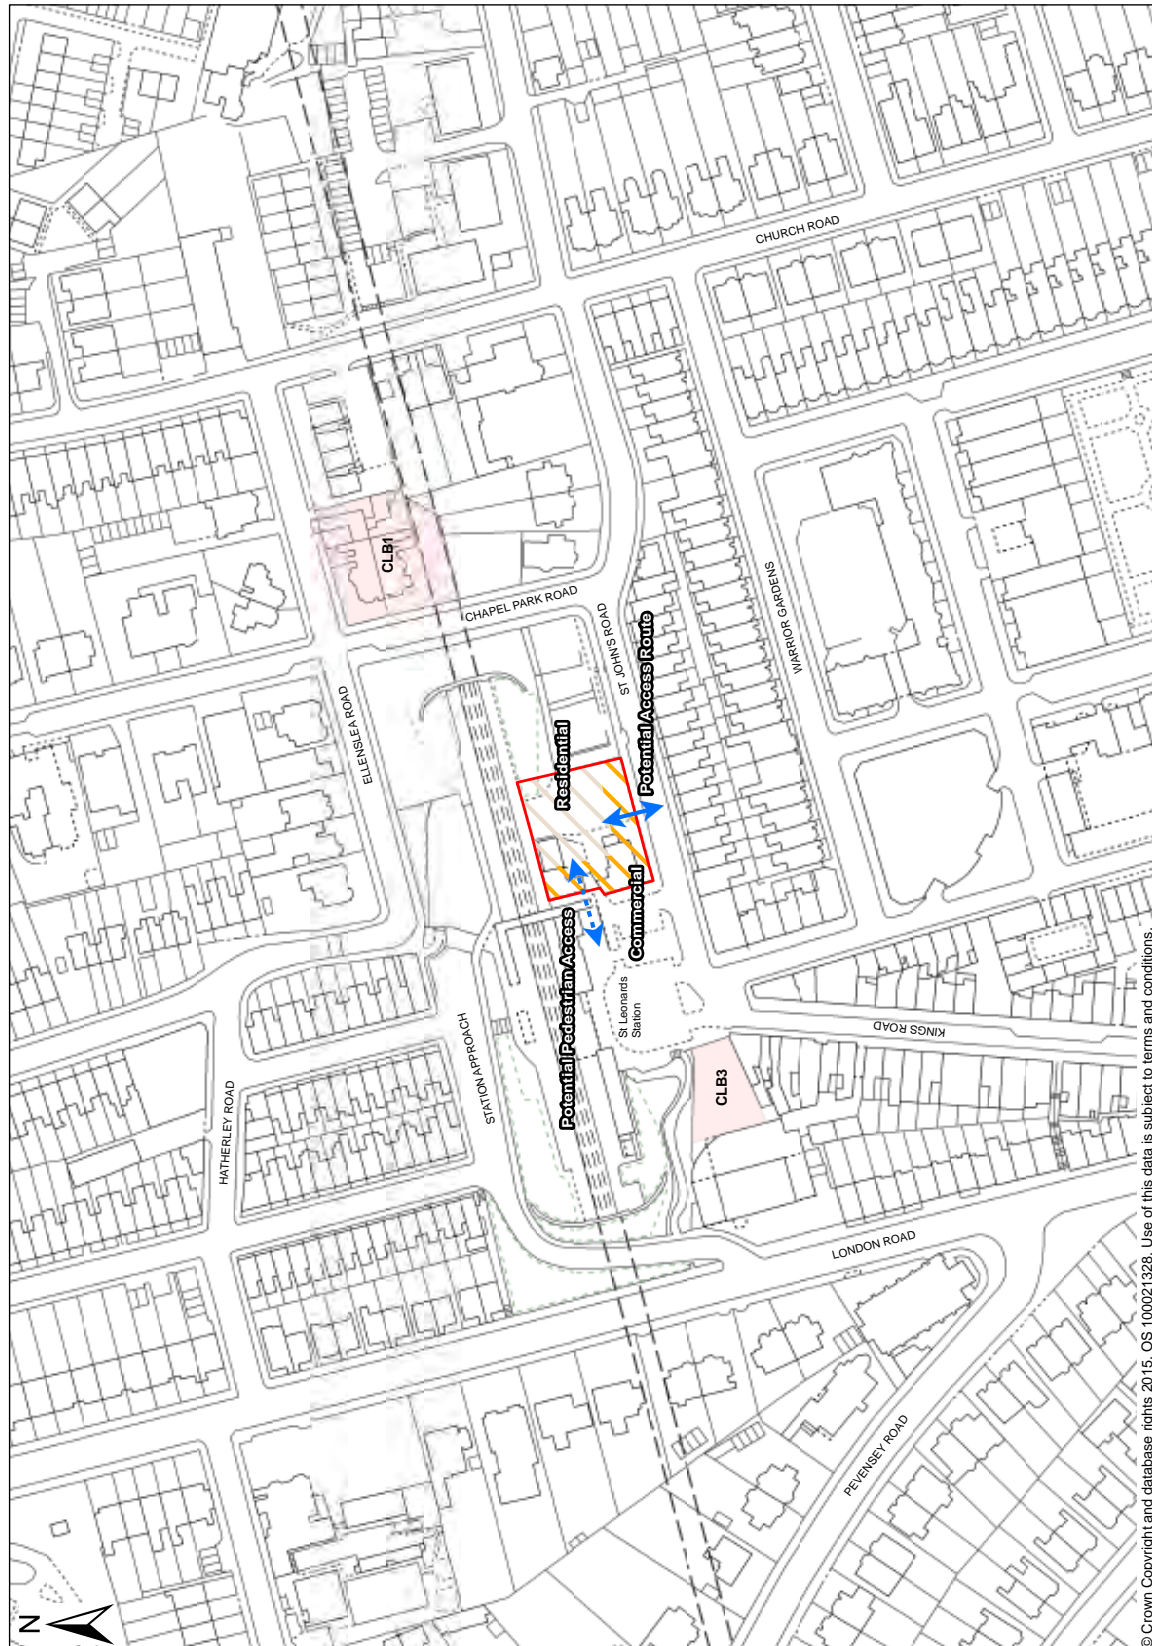 N
HATHERLEY ROAD
STATION APPROACH
ELLENSLEA ROAD
CLB1
CHAPEL PARK ROAD
CHURCH ROAD
ST JOHN'S ROAD
Potential Access Route
WARRIOR GARDENS
Residential
Commercial
Potential Pedestrian Access
St Leonards
Station
CLB3
KINGS ROAD
LONDON ROAD
PEVENSEY ROAD
© Crown Copyright and database rights 2015. OS 100021328. Use of this data is subject to terms and conditions.